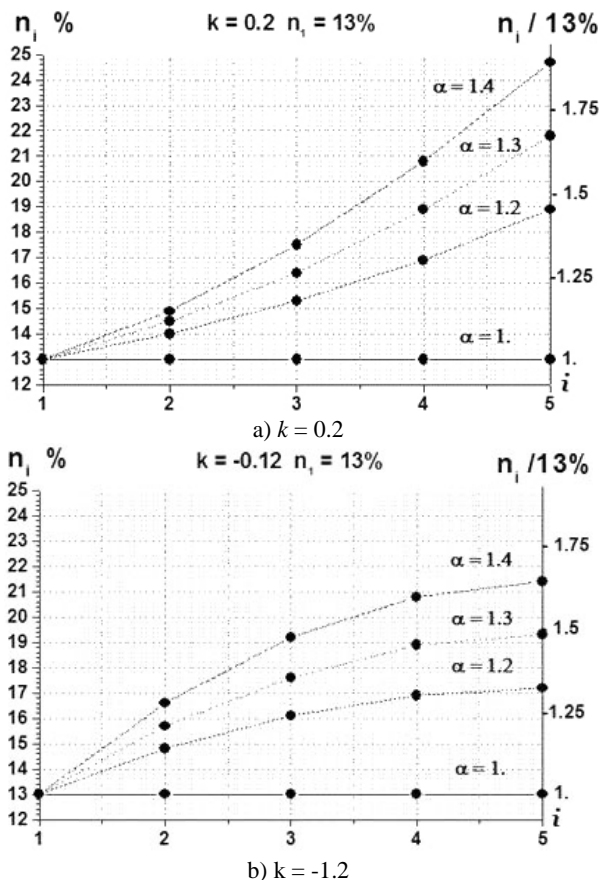 n_i %   k = 0.2  n_1 = 13%   n_i / 13%
25
24
23
22
21
20
19
18
17
16
15
14
13
12
α = 1.4
α = 1.3
α = 1.2
α = 1.
1.75
1.5
1.25
1.
1 2 3 4 5
i
a) k = 0.2
n_i %   k = -0.12  n_1 = 13%   n_i /13%
25
24
23
22
21
20
19
18
17
16
15
14
13
12
α = 1.4
α = 1.3
α = 1.2
α = 1.
1.75
1.5
1.25
1.
1 2 3 4 5
i
b) k = -1.2